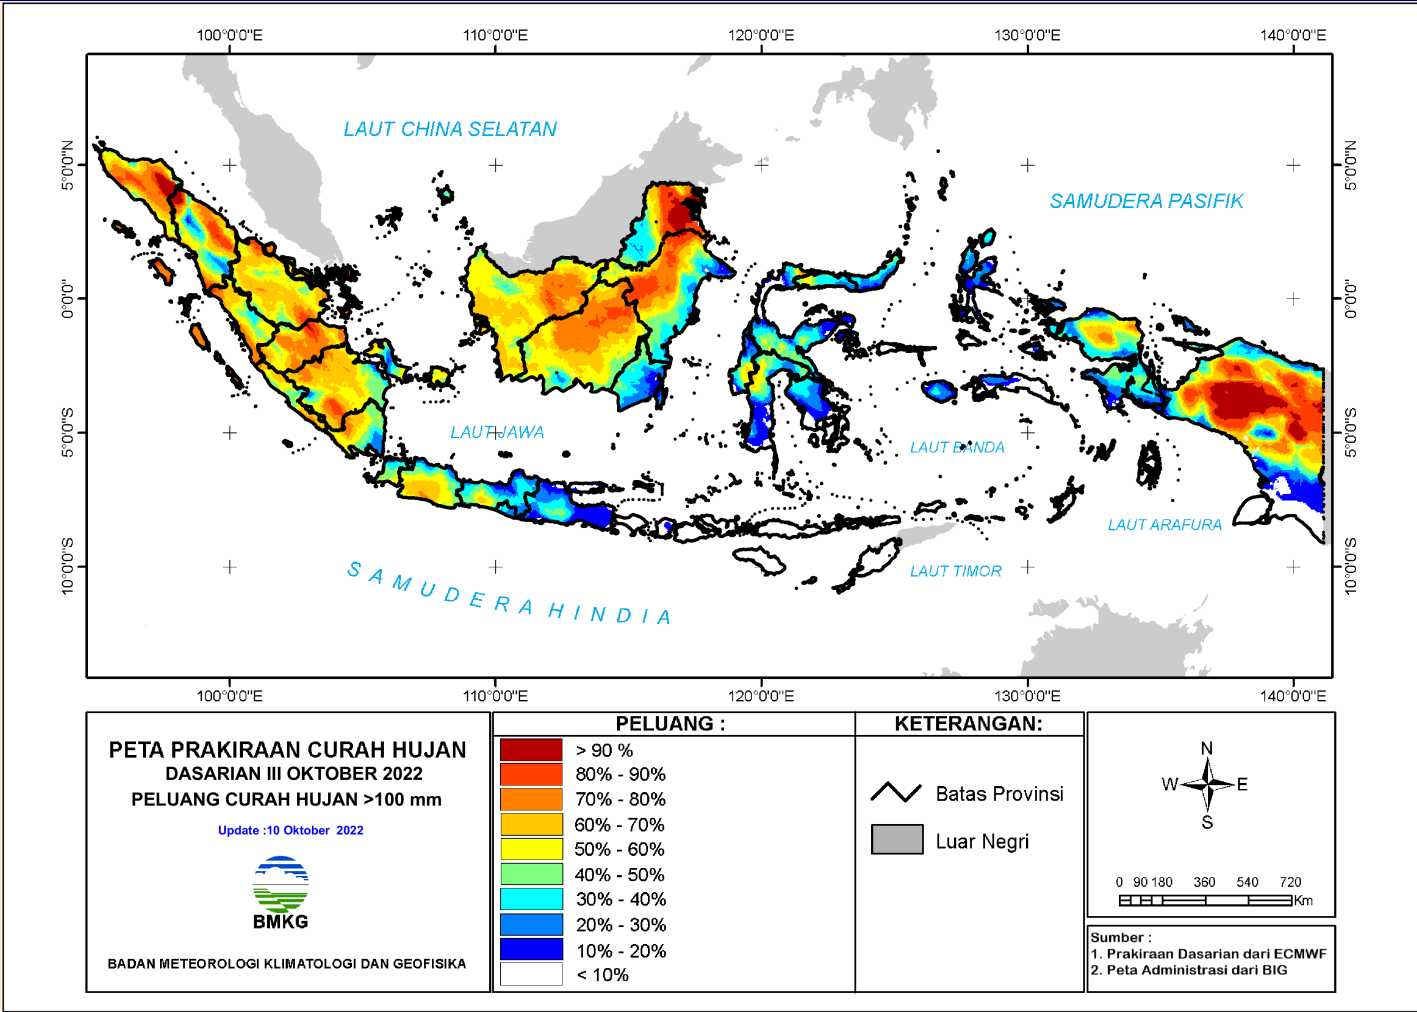 100°0'0"E 110°0'0"E 120°0'0"E 130°0'0"E 140°0'0"E
LAUT CHINA SELATAN
5°0'0"N
5°0'0"N
SAMUDERA PASIFIK
0°0'0"
0°0'0"
LAUT JAWA
5°0'0"S
5°0'0"S
LAUT BANDA
LAUT ARAFURA
LAUT TIMOR
10°0'0"S
10°0'0"S
SAMUDERA HINDIA
100°0'0"E 110°0'0"E 120°0'0"E 130°0'0"E 140°0'0"E
PETA PRAKIRAAN CURAH HUJAN
DASARIAN III OKTOBER 2022
PELUANG CURAH HUJAN >100 mm
Update :10 Oktober 2022
BMKG
BADAN METEOROLOGI KLIMATOLOGI DAN GEOFISIKA
PELUANG :
> 90 %
80% - 90%
70% - 80%
60% - 70%
50% - 60%
40% - 50%
30% - 40%
20% - 30%
10% - 20%
< 10%
KETERANGAN:
Batas Provinsi
Luar Negri
N
W E
S
0 90 180 360 540 720
Km
Sumber :
1. Prakiraan Dasarian dari ECMWF
2. Peta Administrasi dari BIG